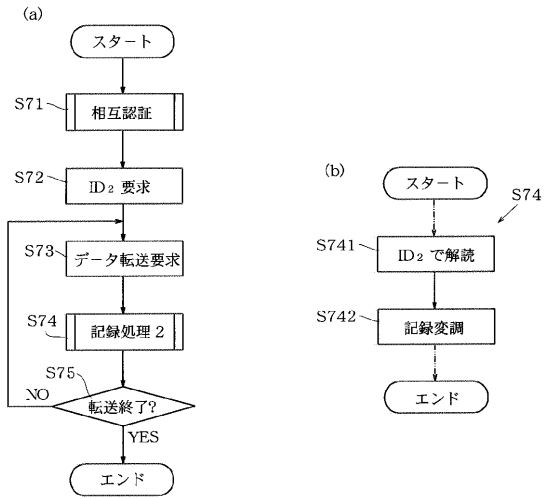 (a)
スタート
S71
相互認証
S72
ID₂ 要求
S73
データ転送要求
S74
記録処理2
S75
NO
転送終了?
YES
エンド
(b)
スタート
S74
S741
ID₂ で解読
S742
記録変調
エンド